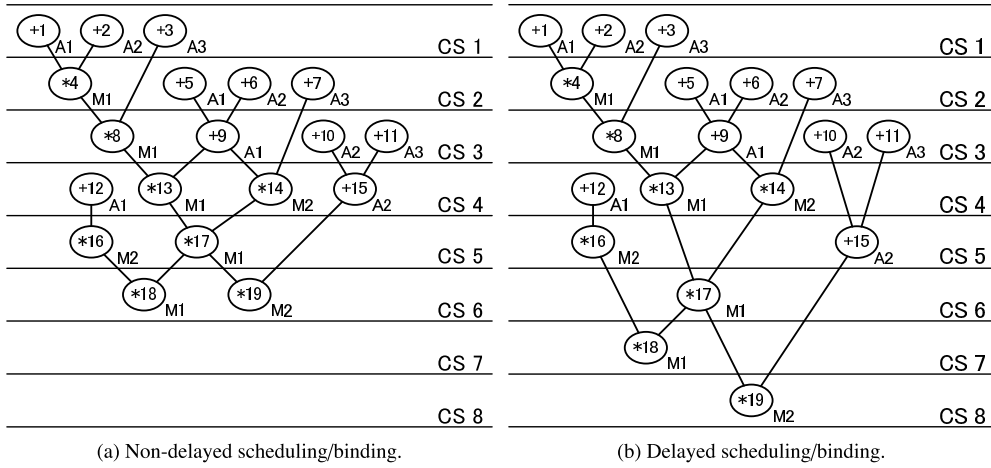 +1 +2 +3 +1 +2 +3
A1 A2 A3 CS 1 A1 A2 A3 CS 1
*4 +5 +6 +7 *4 +5 +6 +7
M1 A1 A2 A3 CS 2 M1 A1 A2 A3 CS 2
*8 +9 +10 +11 *8 +9 +10 +11
M1 A1 A2 A3 CS 3 M1 A1 A2 A3 CS 3
+12 *13 *14 +15 +12 *13 *14
A1 M1 M2 A2 CS 4 A1 M1 M2 CS 4
*16 *17 *16 +15
M2 M1 CS 5 M2 A2 CS 5
*18 *19 *17
M1 M2 CS 6 M1 CS 6
*18
CS 7 M1 CS 7
*19
CS 8 M2 CS 8
(a) Non-delayed scheduling/binding. (b) Delayed scheduling/binding.